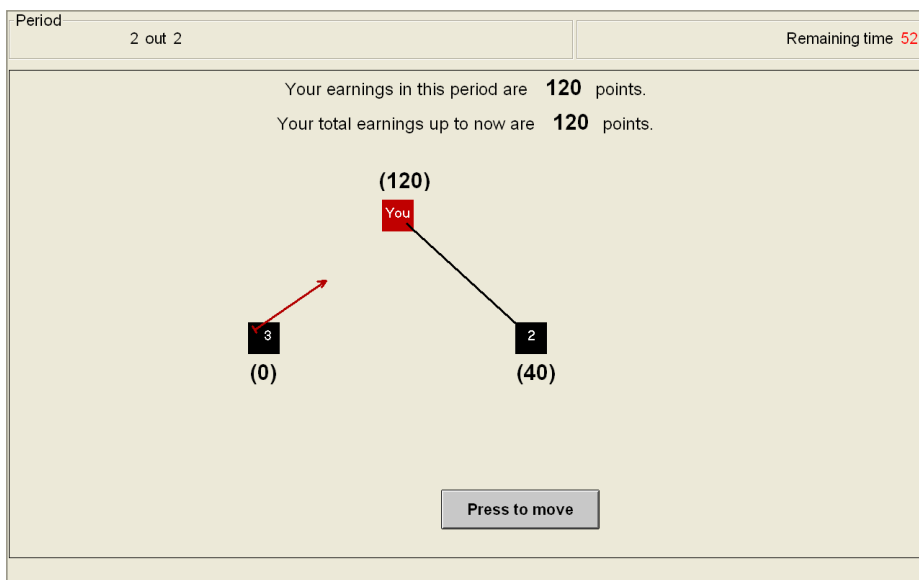 Period
2 out 2
Remaining time 52
Your earnings in this period are 120 points.
Your total earnings up to now are 120 points.
(120)
You
3
2
(0)
(40)
Press to move